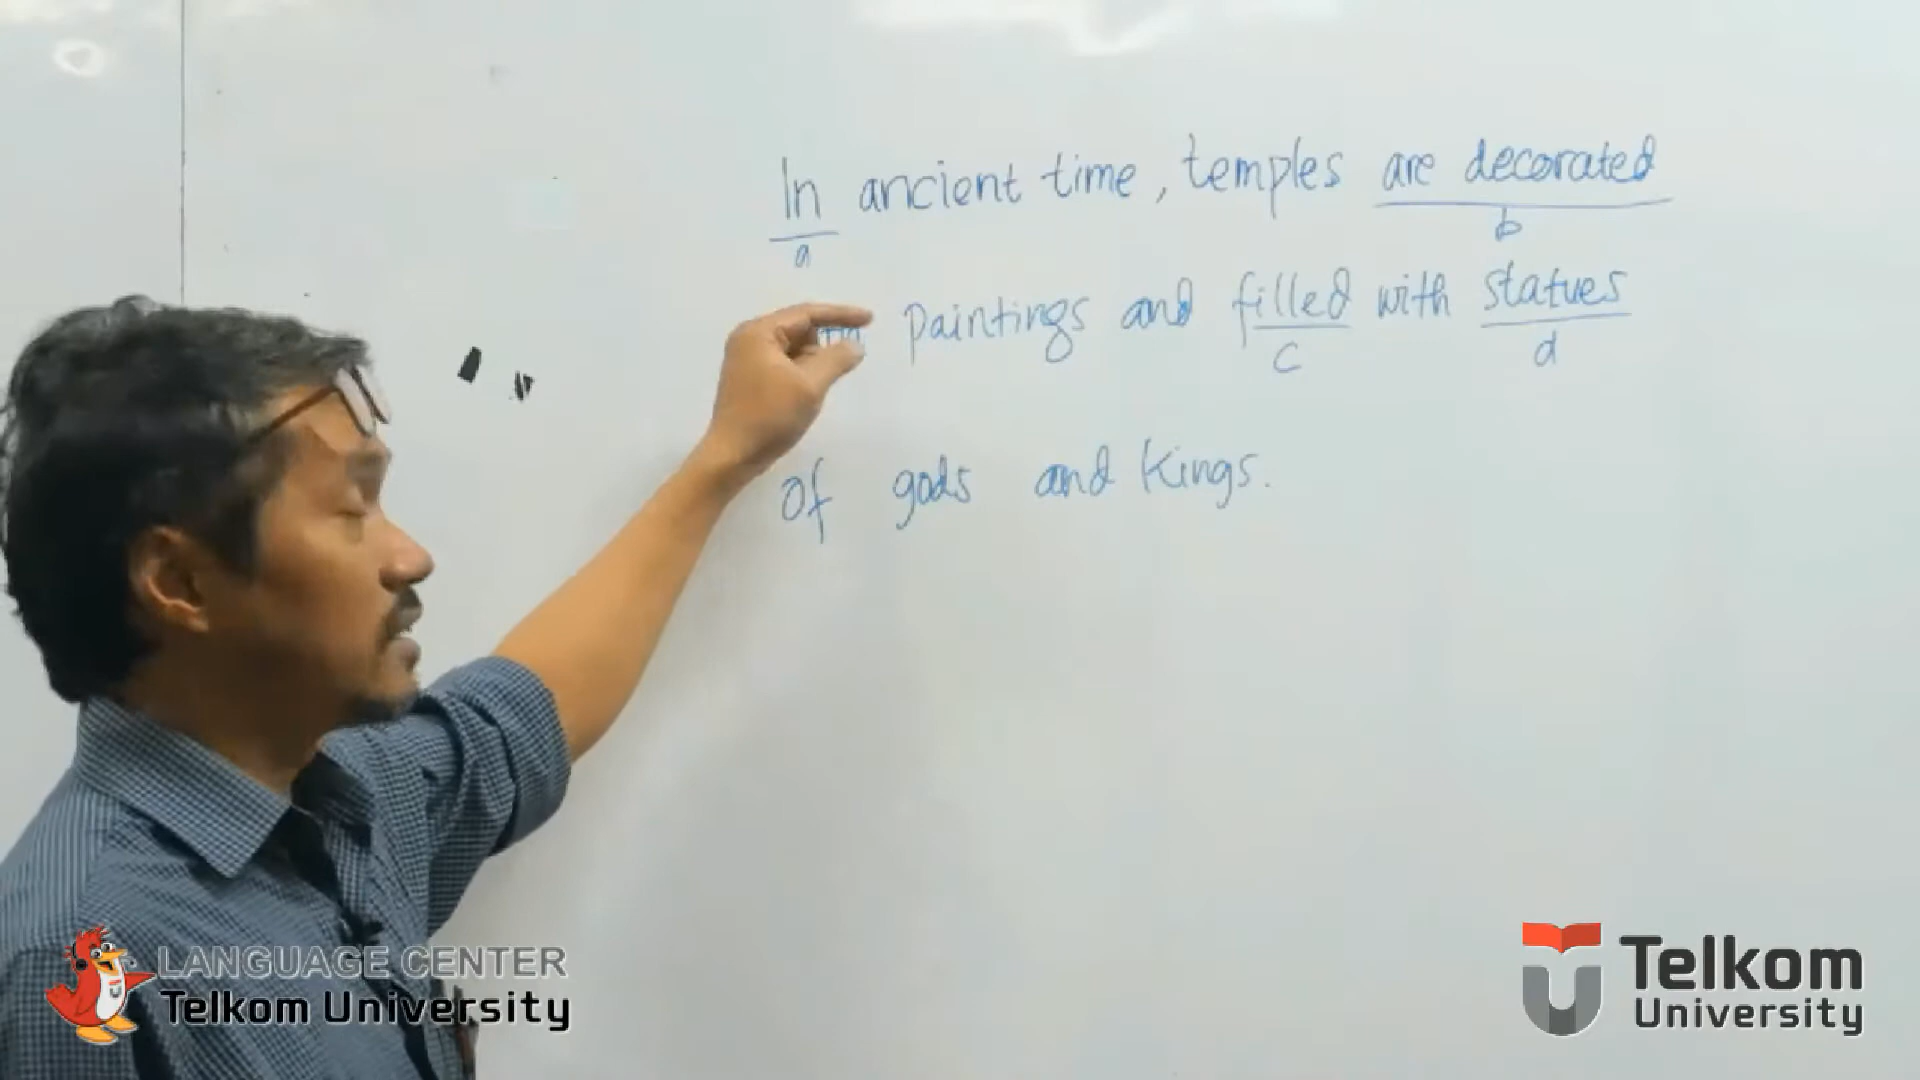 In ancient time, temples are decorated
a
b
paintings and filled with statues
c
d
of gods and kings.
LANGUAGE CENTER
Telkom University
Telkom
University